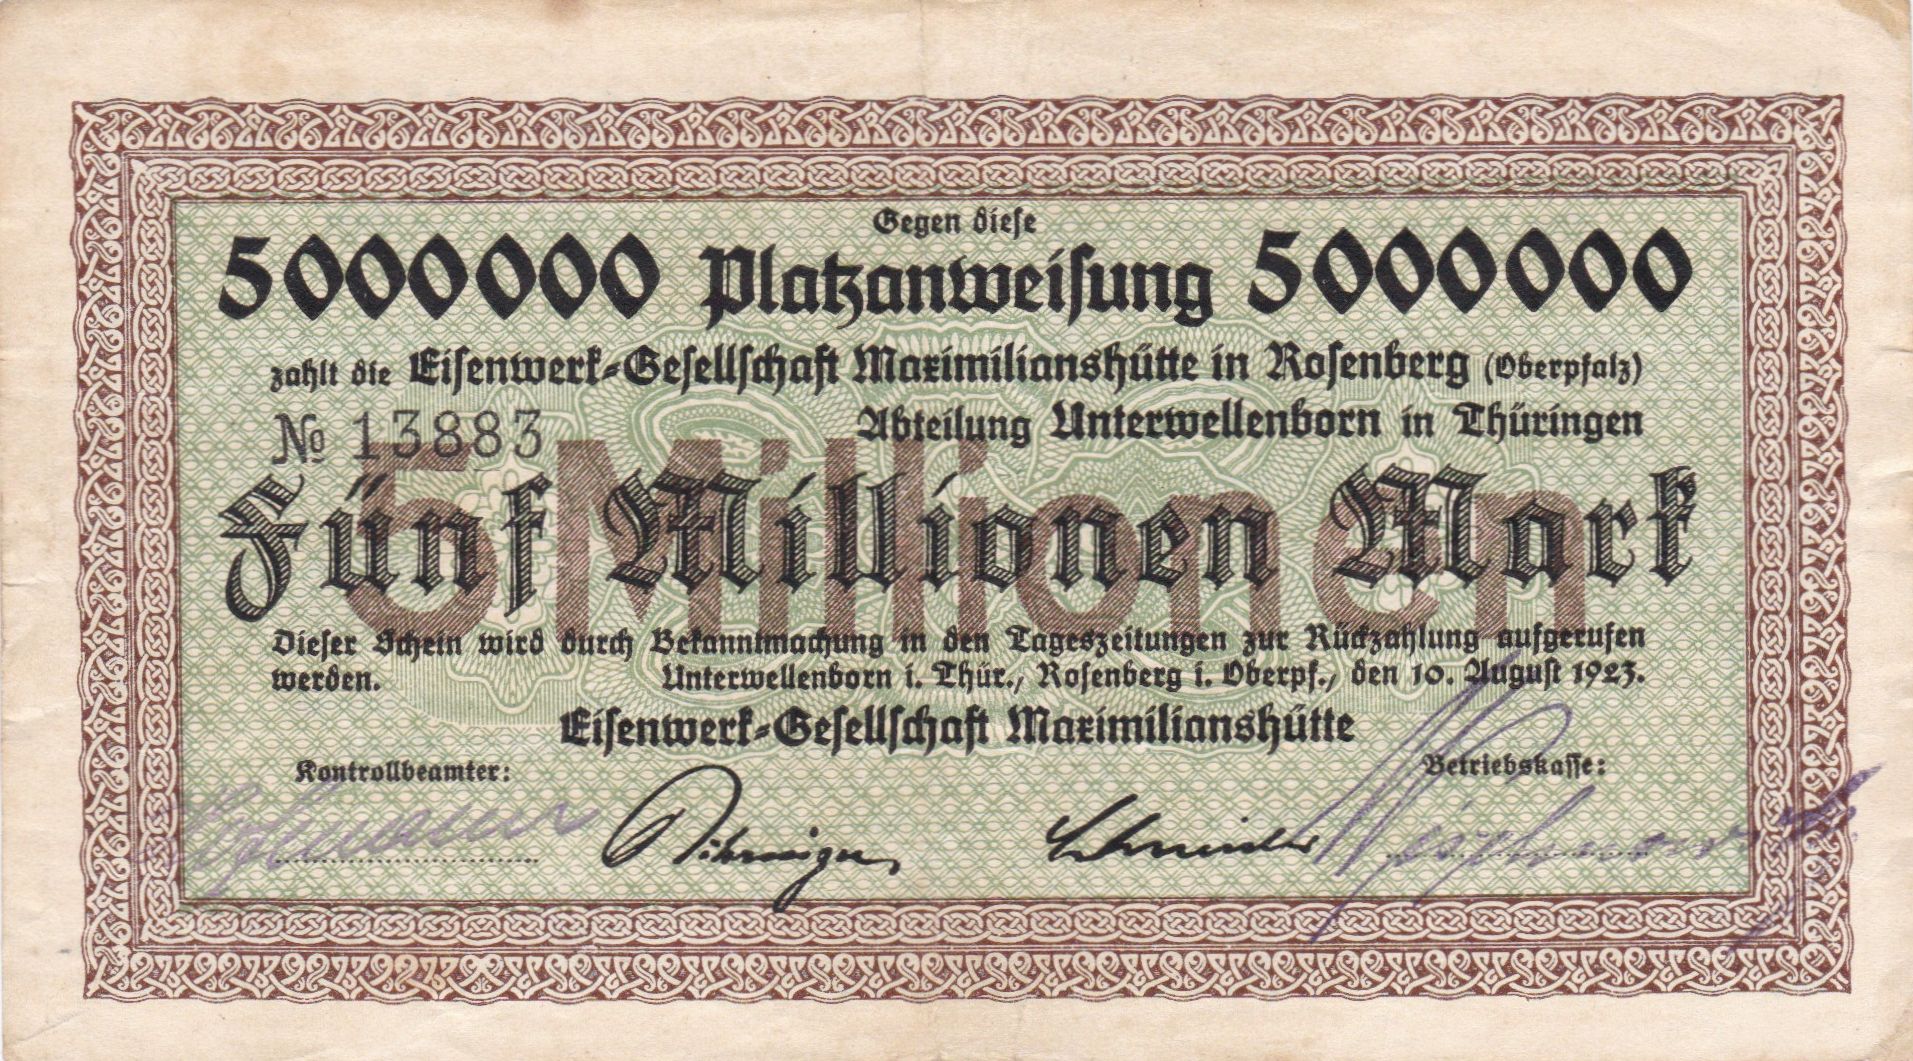 Gegen diese
5000000 Platzanweisung 5000000
zahlt die Eisenwerk-Gesellschaft Maximilianshütte in Rosenberg (Oberpfalz)
№ 13883 Abteilung Unterwellenborn in Thüringen
5 Millionen
Fünf Millionen Mark
Dieser Schein wird durch Bekanntmachung in den Tageszeitungen zur Rückzahlung aufgerufen
werden. Unterwellenborn i. Thür., Rosenberg i. Oberpf., den 10. August 1923.
Eisenwerk-Gesellschaft Maximilianshütte
Kontrollbeamter: Betriebskasse: